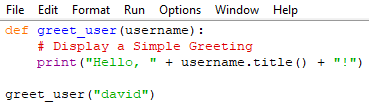 File Edit Format Run Options Window Help
def greet_user(username):
    # Display a Simple Greeting
    print("Hello, " + username.title() + "!")
greet_user("david")